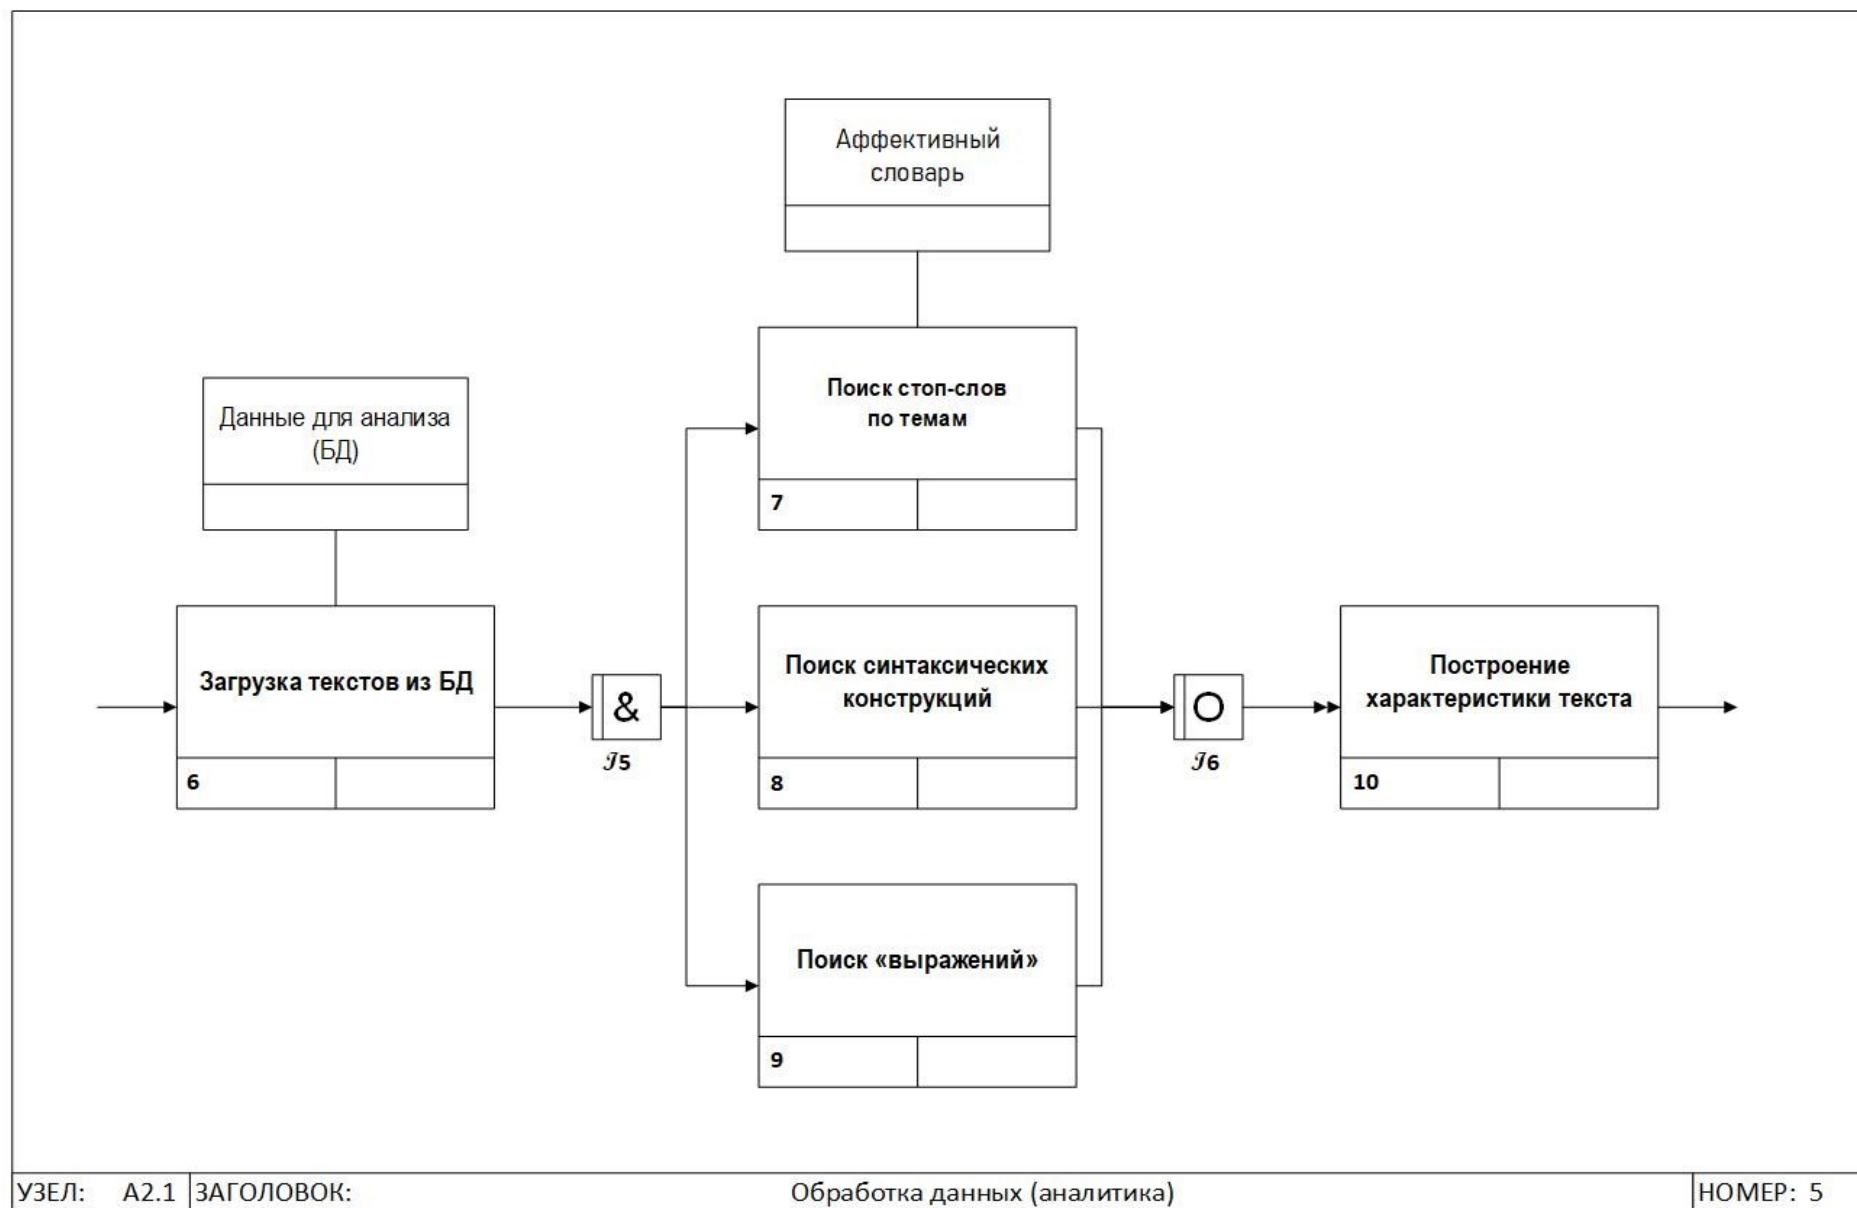 Аффективный
словарь
Данные для анализа
(БД)
Поиск стоп-слов
по темам
7
Загрузка текстов из БД
6
&
J5
Поиск синтаксических
конструкций
8
O
J6
Построение
характеристики текста
10
Поиск «выражений»
9
УЗЕЛ: A2.1 ЗАГОЛОВОК: Обработка данных (аналитика) НОМЕР: 5